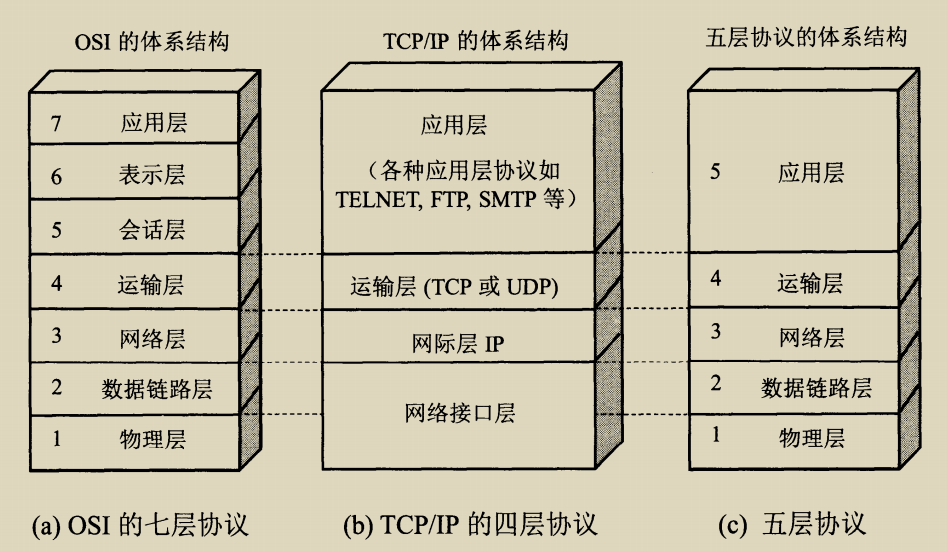 OSI 的体系结构
7 应用层
6 表示层
5 会话层
4 运输层
3 网络层
2 数据链路层
1 物理层
(a) OSI 的七层协议
TCP/IP 的体系结构
应用层
（各种应用层协议如
TELNET, FTP, SMTP 等）
运输层 (TCP 或 UDP)
网际层 IP
网络接口层
(b) TCP/IP 的四层协议
五层协议的体系结构
5 应用层
4 运输层
3 网络层
2 数据链路层
1 物理层
(c) 五层协议